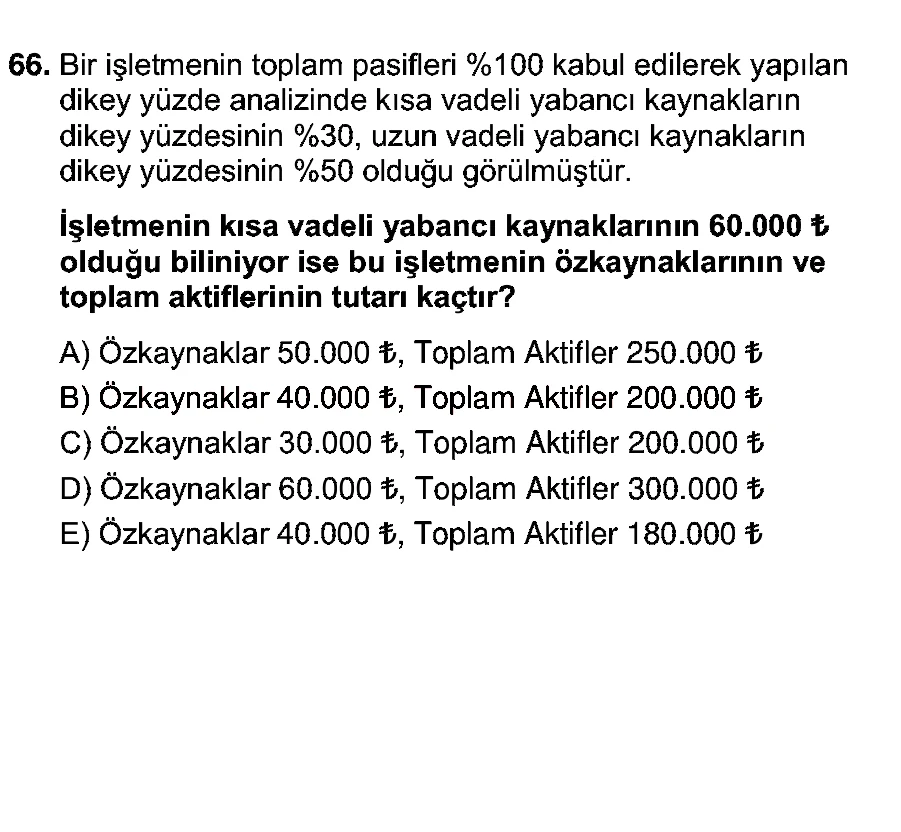 66. Bir işletmenin toplam pasifleri %100 kabul edilerek yapılan
dikey yüzde analizinde kısa vadeli yabancı kaynakların
dikey yüzdesinin %30, uzun vadeli yabancı kaynakların
dikey yüzdesinin %50 olduğu görülmüştür.
İşletmenin kısa vadeli yabancı kaynaklarının 60.000 ₺
olduğu biliniyor ise bu işletmenin özkaynaklarının ve
toplam aktiflerinin tutarı kaçtır?
A) Özkaynaklar 50.000 ₺, Toplam Aktifler 250.000 ₺
B) Özkaynaklar 40.000 ₺, Toplam Aktifler 200.000 ₺
C) Özkaynaklar 30.000 ₺, Toplam Aktifler 200.000 ₺
D) Özkaynaklar 60.000 ₺, Toplam Aktifler 300.000 ₺
E) Özkaynaklar 40.000 ₺, Toplam Aktifler 180.000 ₺